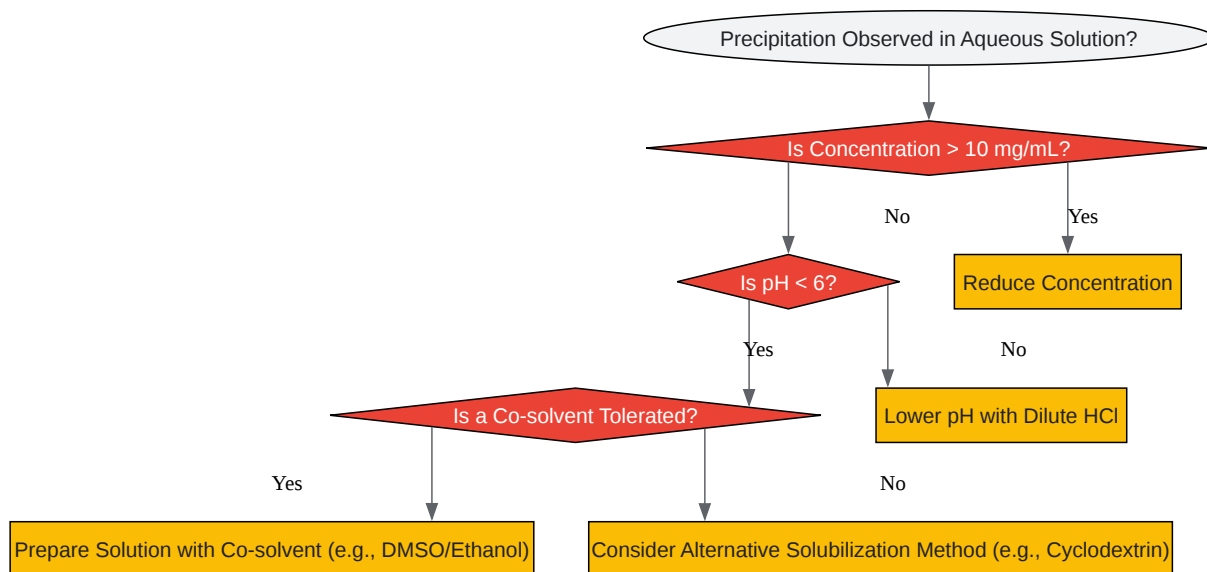 Precipitation Observed in Aqueous Solution?
Is Concentration > 10 mg/mL?
No
Yes
Is pH < 6?
Reduce Concentration
Yes
No
Is a Co-solvent Tolerated?
Lower pH with Dilute HCl
Yes
No
Prepare Solution with Co-solvent (e.g., DMSO/Ethanol)
Consider Alternative Solubilization Method (e.g., Cyclodextrin)